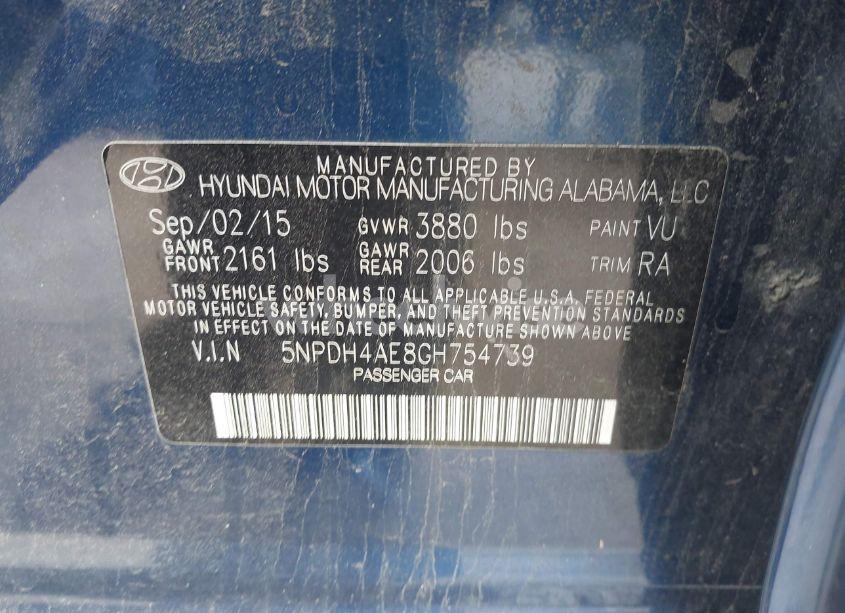 MANUFACTURED BY
HYUNDAI MOTOR MANUFACTURING ALABAMA, LLC
Sep/02/15 GVWR 3880 lbs PAINT VU
GAWR FRONT 2161 lbs GAWR REAR 2006 lbs TRIM RA
THIS VEHICLE CONFORMS TO ALL APPLICABLE U.S.A. FEDERAL
MOTOR VEHICLE SAFETY, BUMPER, AND THEFT PREVENTION STANDARDS
IN EFFECT ON THE DATE OF MANUFACTURE SHOWN ABOVE
V.I.N 5NPDH4AE8GH754739
PASSENGER CAR